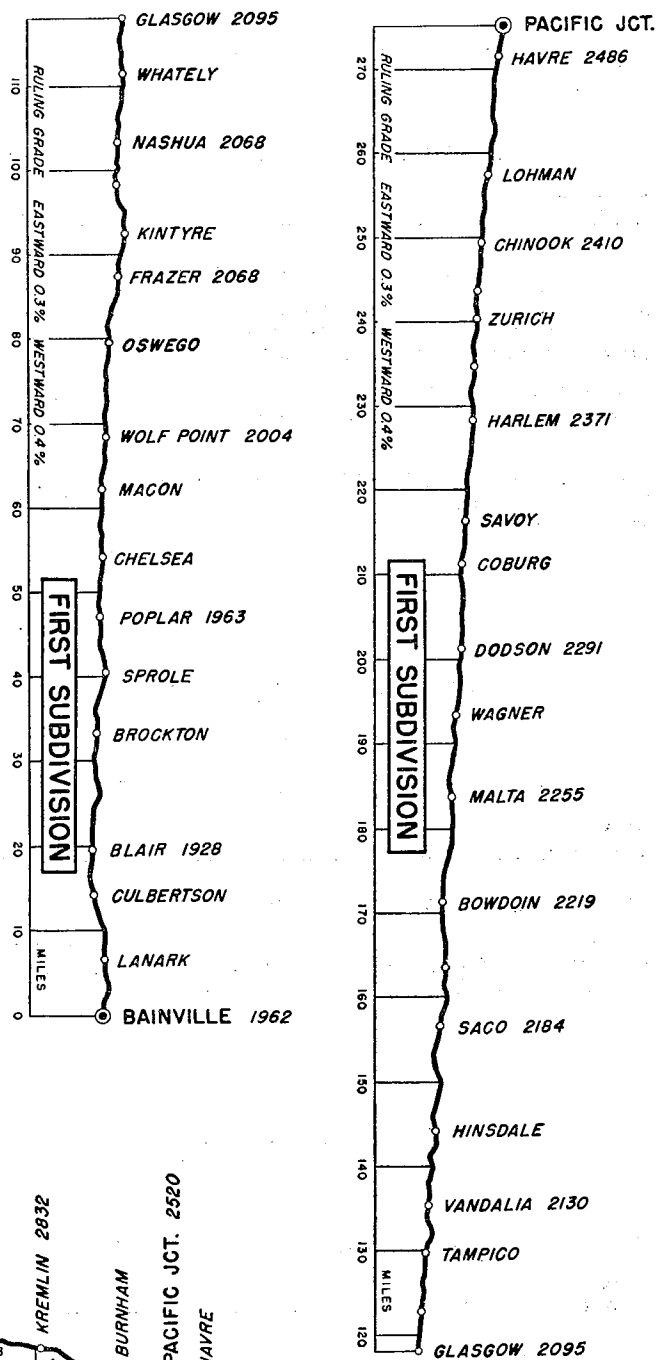 GLASGOW 2095
WHATELY
NASHUA 2068
KINTYRE
FRAZER 2068
OSWEGO
WOLF POINT 2004
MACON
CHELSEA
POPLAR 1963
SPROLE
BROCKTON
BLAIR 1928
CULBERTSON
LANARK
BAINVILLE 1962
110
100
90
80
70
60
50
40
30
20
10
0
RULING GRADE EASTWARD 0.3% WESTWARD 0.4%
FIRST SUBDIVISION
MILES
PACIFIC JCT.
HAVRE 2486
LOHMAN
CHINOOK 2410
ZURICH
HARLEM 2371
SAVOY
COBURG
DODSON 2291
WAGNER
MALTA 2255
BOWDOIN 2219
SACO 2184
HINSDALE
VANDALIA 2130
TAMPICO
GLASGOW 2095
270
260
250
240
230
220
210
200
190
180
170
160
150
140
130
120
RULING GRADE EASTWARD 0.3% WESTWARD 0.4%
FIRST SUBDIVISION
MILES
KREMLIN 2832
BURNHAM
PACIFIC JCT. 2520